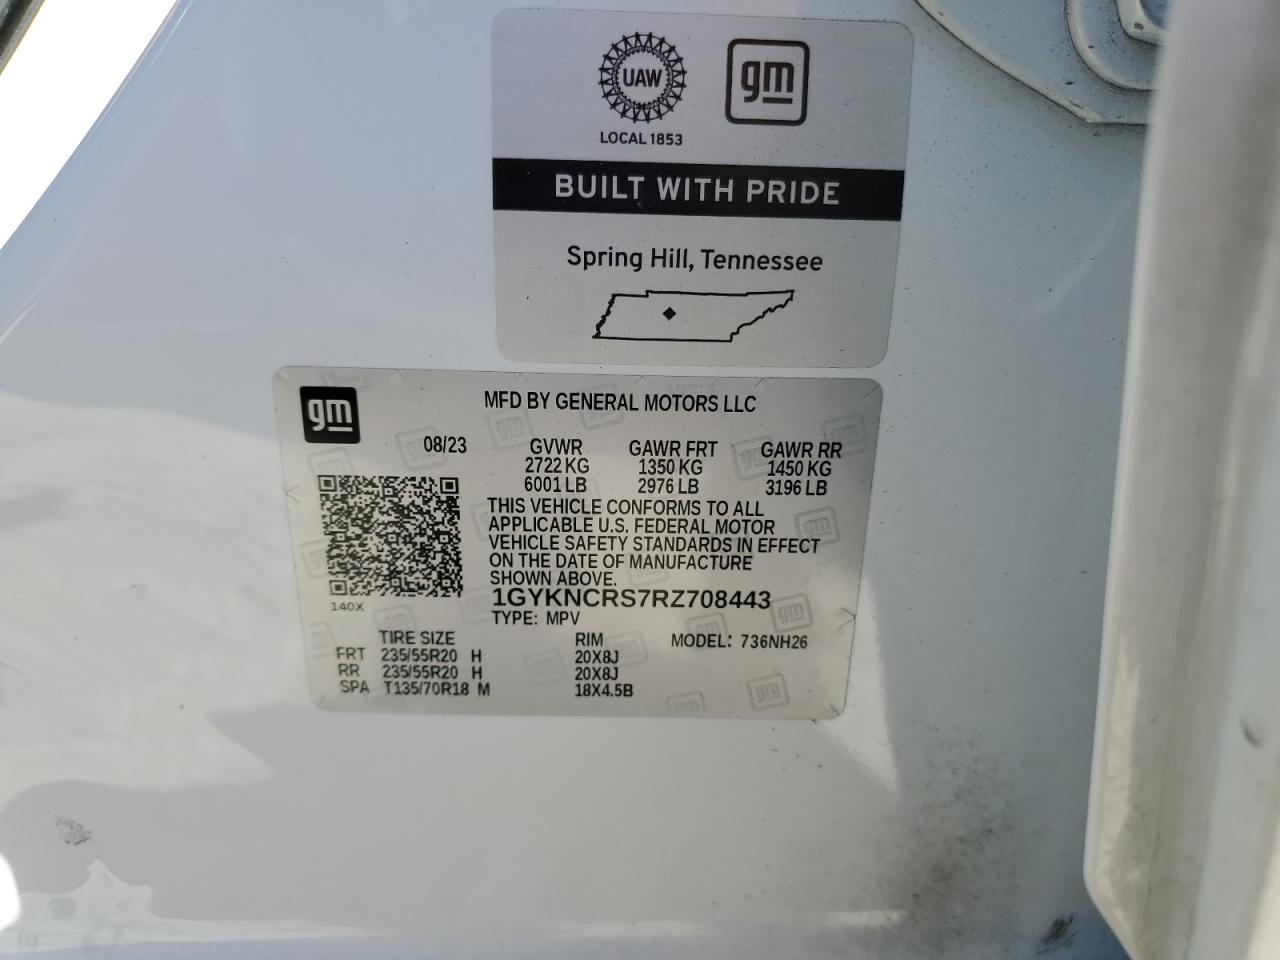 UAW gm
LOCAL 1853
BUILT WITH PRIDE
Spring Hill, Tennessee
gm
MFD BY GENERAL MOTORS LLC
08/23 GVWR GAWR FRT GAWR RR
2722 KG 1350 KG 1450 KG
6001 LB 2976 LB 3196 LB
THIS VEHICLE CONFORMS TO ALL
APPLICABLE U.S. FEDERAL MOTOR
VEHICLE SAFETY STANDARDS IN EFFECT
ON THE DATE OF MANUFACTURE
SHOWN ABOVE.
1GYKNCRS7RZ708443
140X
TYPE: MPV
TIRE SIZE RIM MODEL: 736NH26
FRT 235/55R20 H 20X8J
RR 235/55R20 H 20X8J
SPA T135/70R18 M 18X4.5B